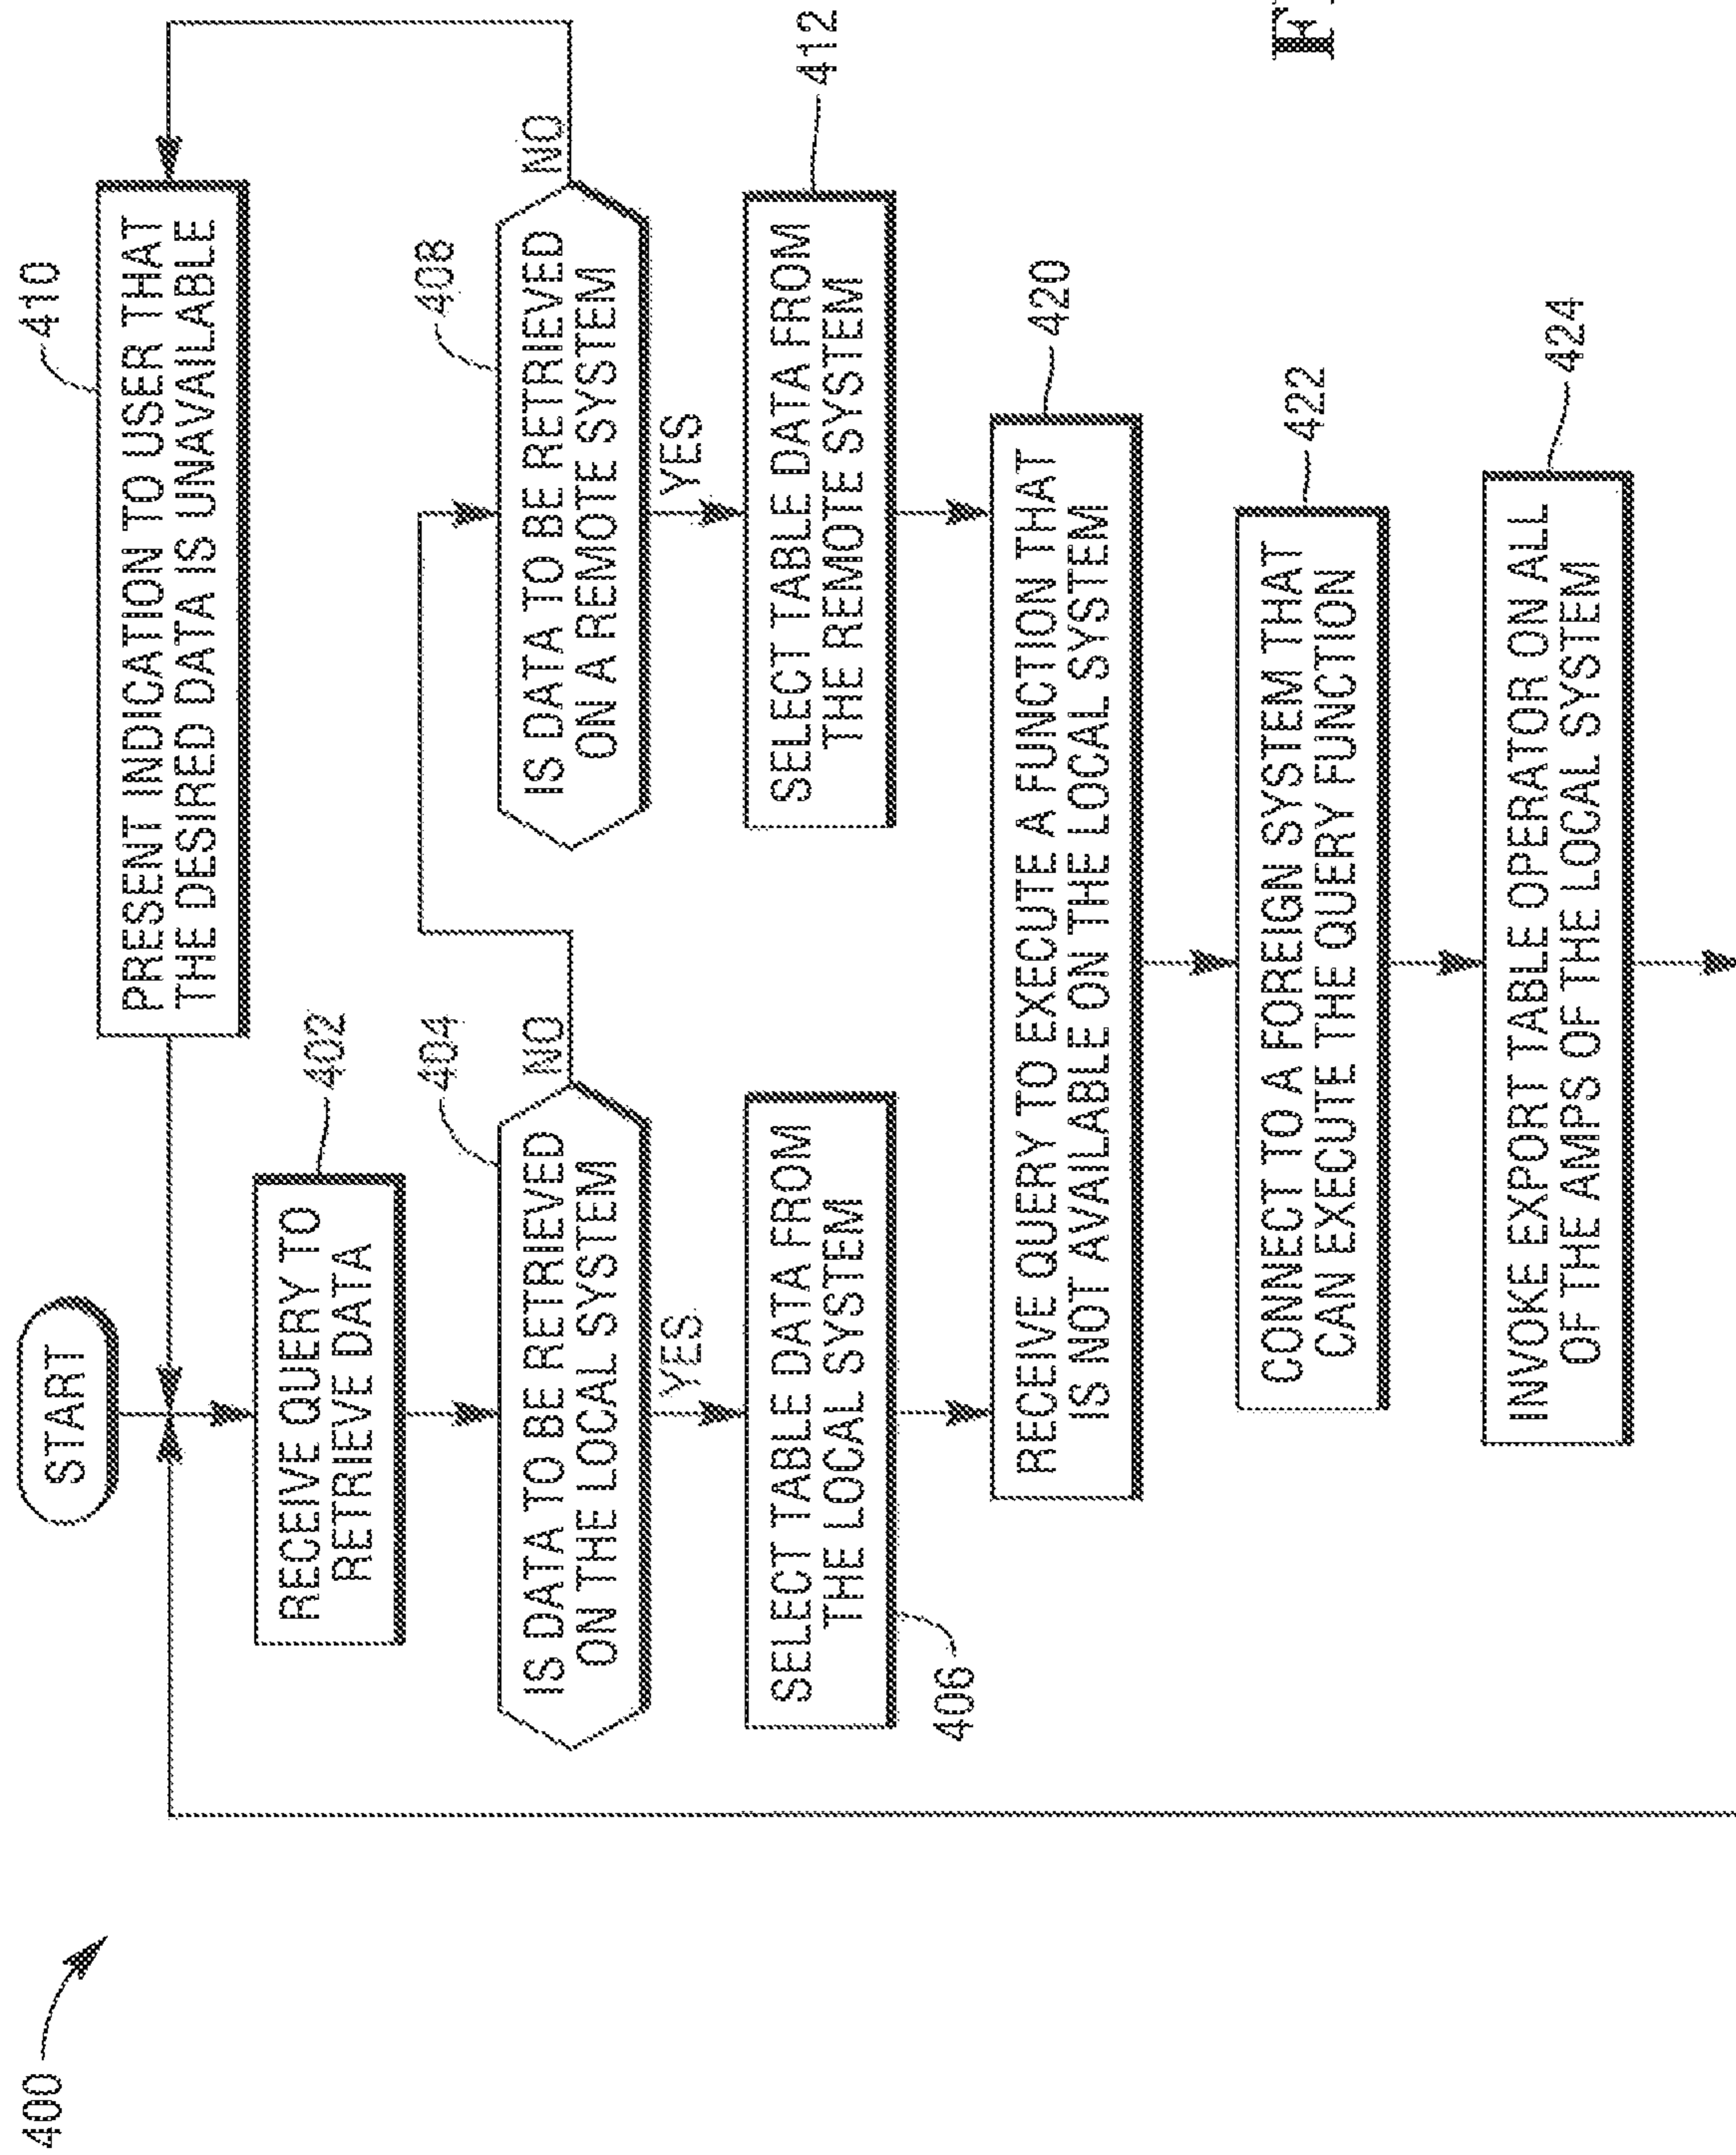 400
START
410
PRESENT INDICATION TO USER THAT
THE DESIRED DATA IS UNAVAILABLE
402
RECEIVE QUERY TO
RETRIEVE DATA
404
IS DATA TO BE RETRIEVED
ON THE LOCAL SYSTEM
NO
YES
408
IS DATA TO BE RETRIEVED
ON A REMOTE SYSTEM
NO
YES
SELECT TABLE DATA FROM
THE LOCAL SYSTEM
406
SELECT TABLE DATA FROM
THE REMOTE SYSTEM
412
RECEIVE QUERY TO EXECUTE A FUNCTION THAT
IS NOT AVAILABLE ON THE LOCAL SYSTEM
420
CONNECT TO A FOREIGN SYSTEM THAT
CAN EXECUTE THE QUERY FUNCTION
422
INVOKE EXPORT TABLE OPERATOR ON ALL
OF THE AMPS OF THE LOCAL SYSTEM
424